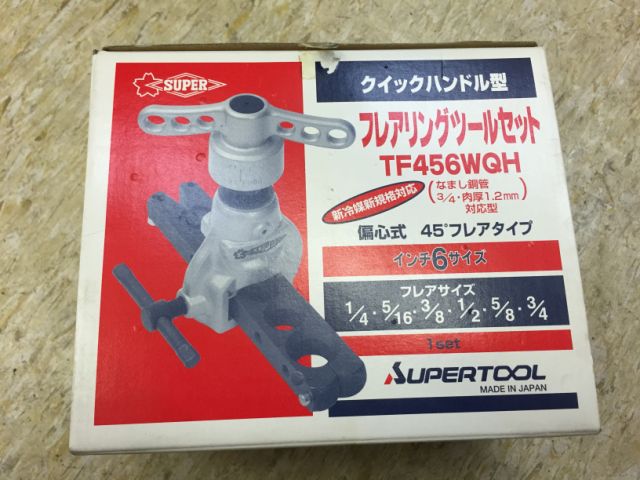 SUPER
クイックハンドル型
フレアリングツールセット
TF456WQH
新冷媒新規格対応
(なまし銅管
3/4・肉厚1.2mm)
対応型
偏心式 45°フレアタイプ
インチ6サイズ
フレアサイズ
1/4・5/16・3/8・1/2・5/8・3/4
1set
SUPERTOOL
MADE IN JAPAN
SUPER